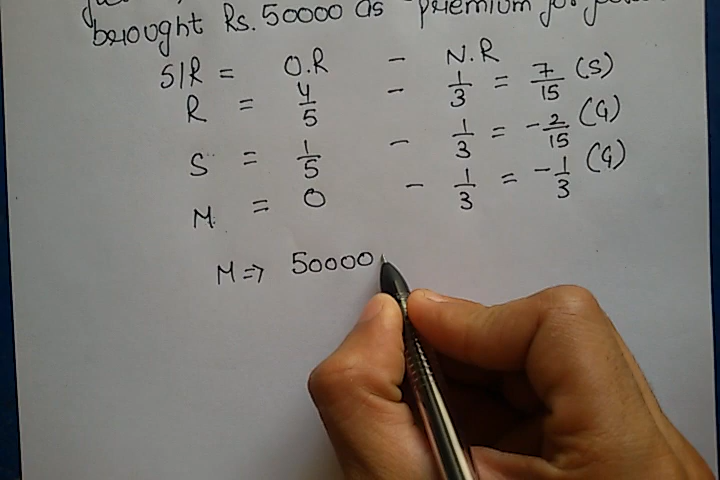 brought Rs. 50000 as premium for
S/R = O.R - N.R
R = 4/5 - 1/3 = 7/15 (S)
S = 1/5 - 1/3 = -2/15 (G)
M = 0 - 1/3 = -1/3 (G)
M => 50000